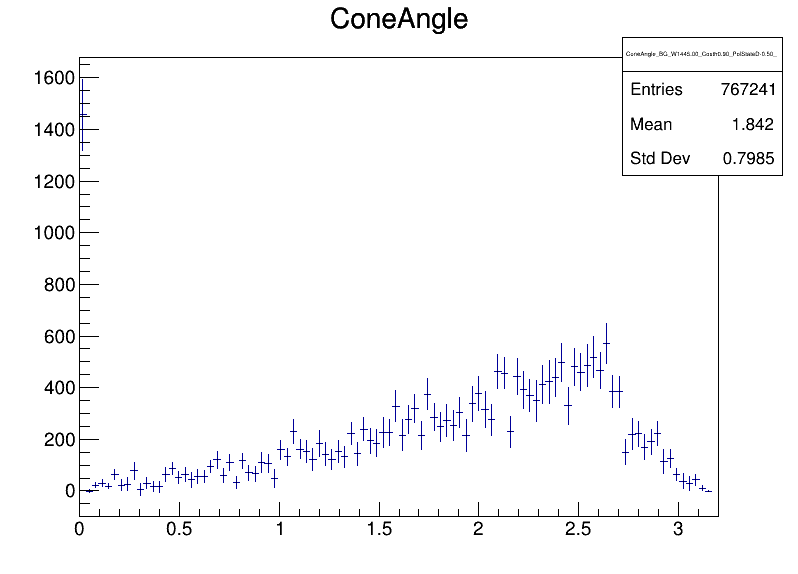 ConeAngle
ConeAngle_BG_W1445.00_Costh0.90_PolStateD-0.50_
Entries 767241
Mean 1.842
Std Dev 0.7985
1600
1400
1200
1000
800
600
400
200
0
0 0.5 1 1.5 2 2.5 3